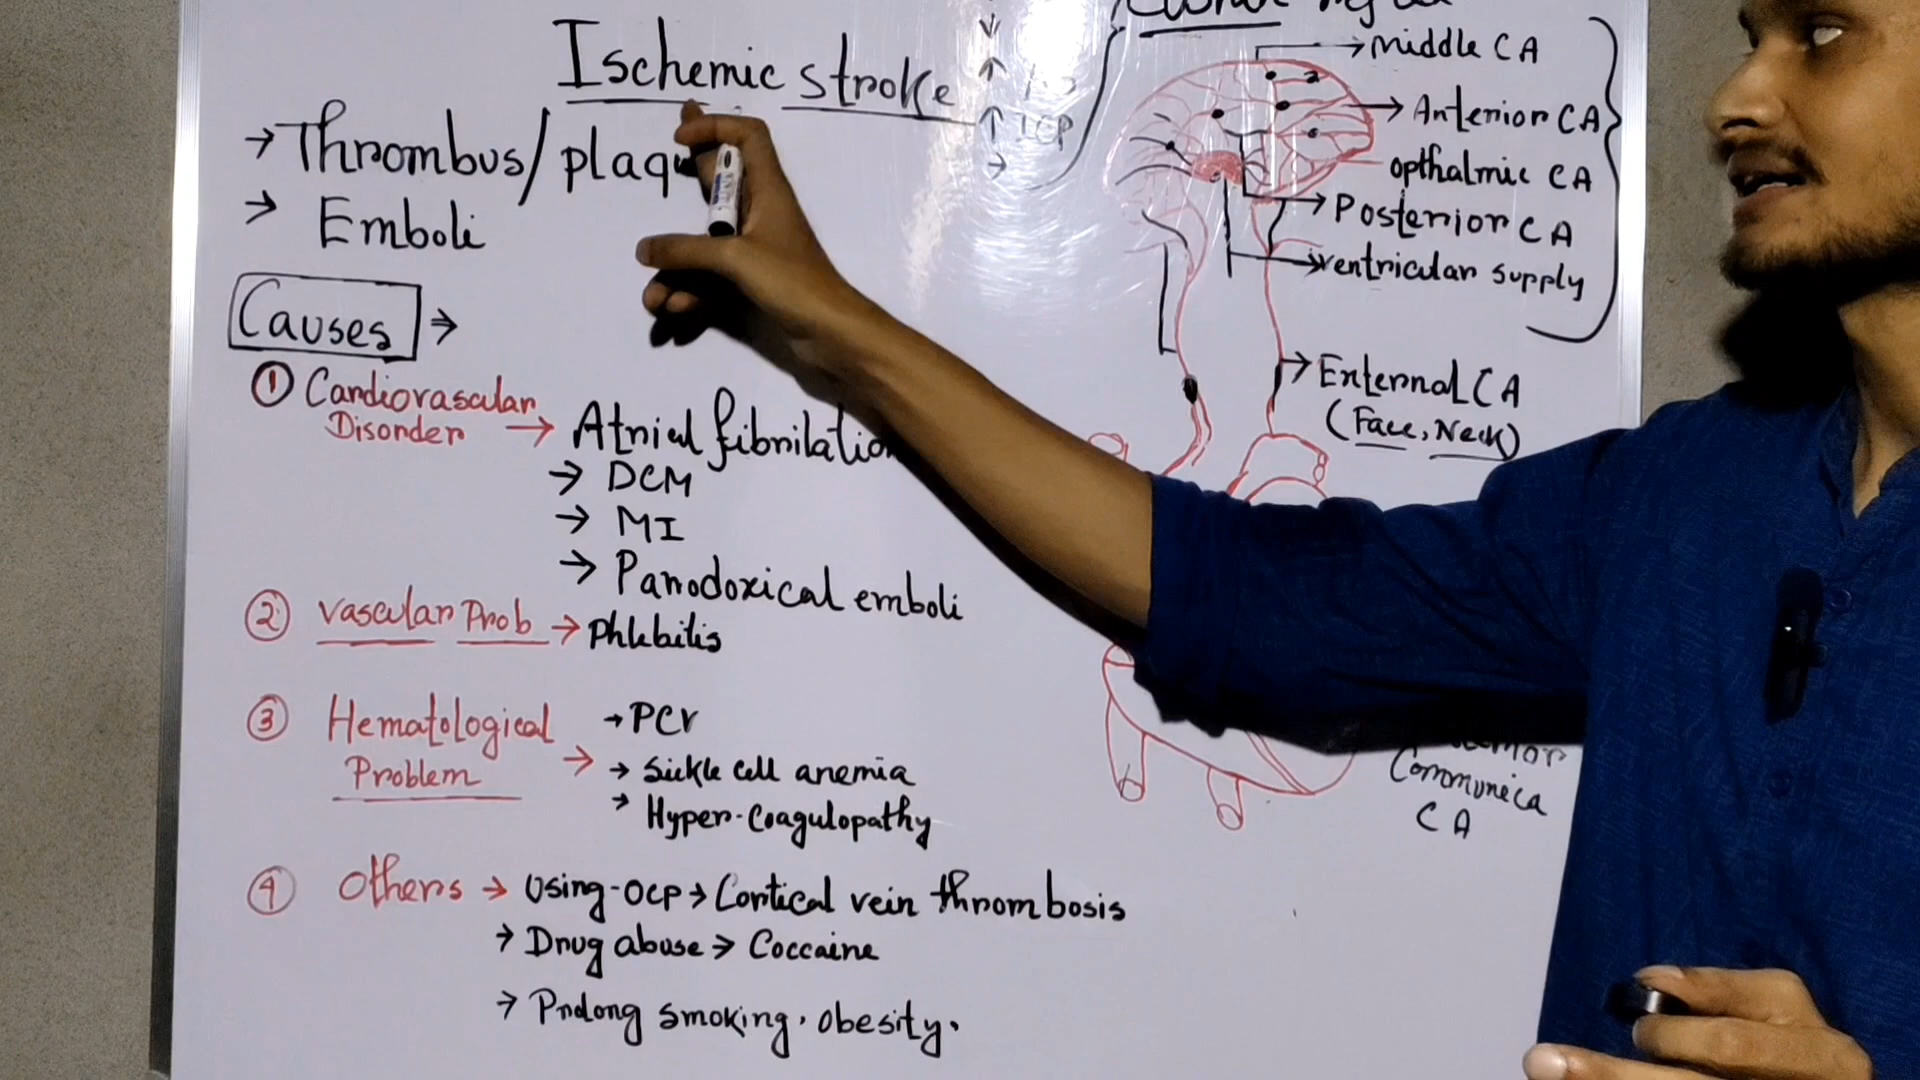 Ischemic stroke
→ Thrombus/plaq
→ Emboli
Causes ⇒
① Cardiovascular Disorder → Atrial fibrilation
→ DCM
→ MI
→ Parodoxical emboli
② vascular Prob → Phlebitis
③ Hematological Problem → → PCV
→ Sickle cell anemia
→ Hyper-coagulopathy
④ Others → Using-OCP → Cortical vein thrombosis
→ Drug abuse → Coccaine
→ Prolong smoking, obesity.
↑ ICP
→ middle CA
→ Anterior CA
opthalmic CA
→ Posterior CA
→ ventricular supply
→ External CA
(Face, Neck)
Communica
CA